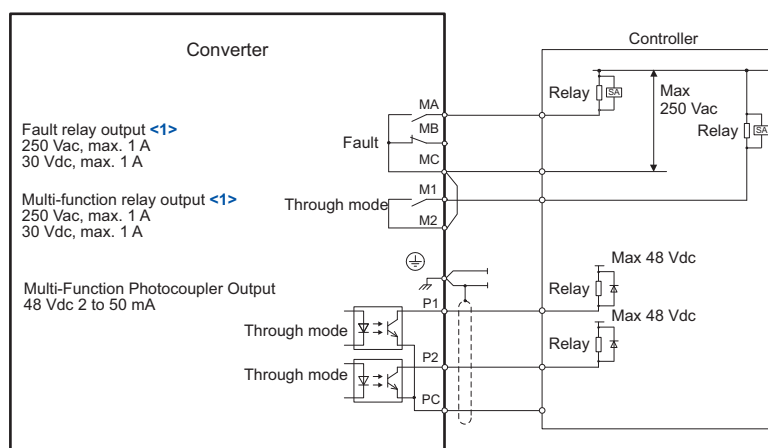 Converter
Controller
MA
Relay
SA
Max
250 Vac
Fault relay output <1>
250 Vac, max. 1 A
30 Vdc, max. 1 A
MB
Fault
Relay
SA
MC
Multi-function relay output <1>
250 Vac, max. 1 A
30 Vdc, max. 1 A
M1
Through mode
M2
Max 48 Vdc
Multi-Function Photocoupler Output
48 Vdc 2 to 50 mA
Relay
P1
Max 48 Vdc
Through mode
Relay
P2
Through mode
PC